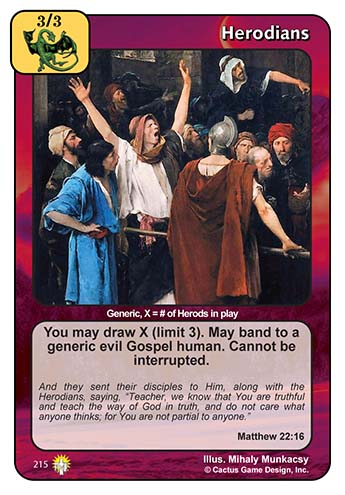 3/3
Herodians
Generic, X = # of Herods in play
You may draw X (limit 3). May band to a
generic evil Gospel human. Cannot be
interrupted.
And they sent their disciples to Him, along with the
Herodians, saying, “Teacher, we know that You are truthful
and teach the way of God in truth, and do not care what
anyone thinks; for You are not partial to anyone.”
Matthew 22:16
215
Illus. Mihaly Munkacsy
© Cactus Game Design, Inc.